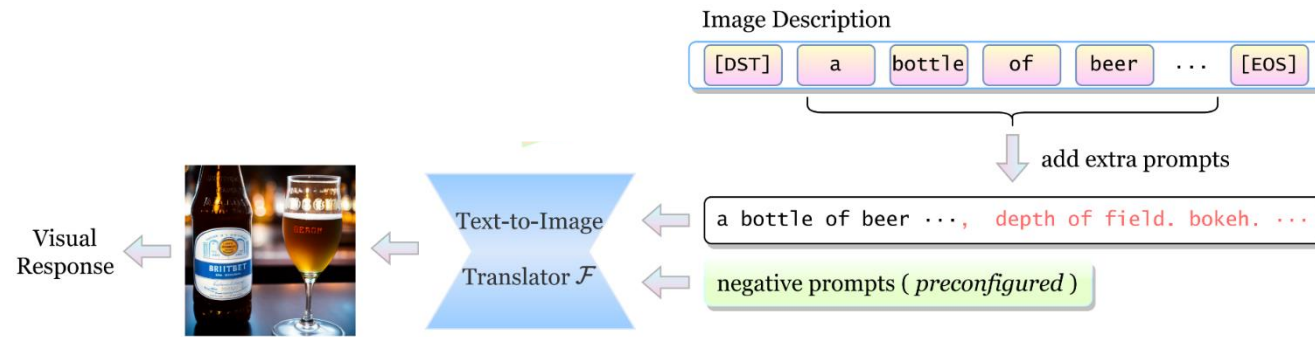 Image Description
[DST] a bottle of beer ... [EOS]
add extra prompts
a bottle of beer ···, depth of field. bokeh. ···
Text-to-Image
Translator ℱ
negative prompts ( preconfigured )
Visual
Response
BRIITBET